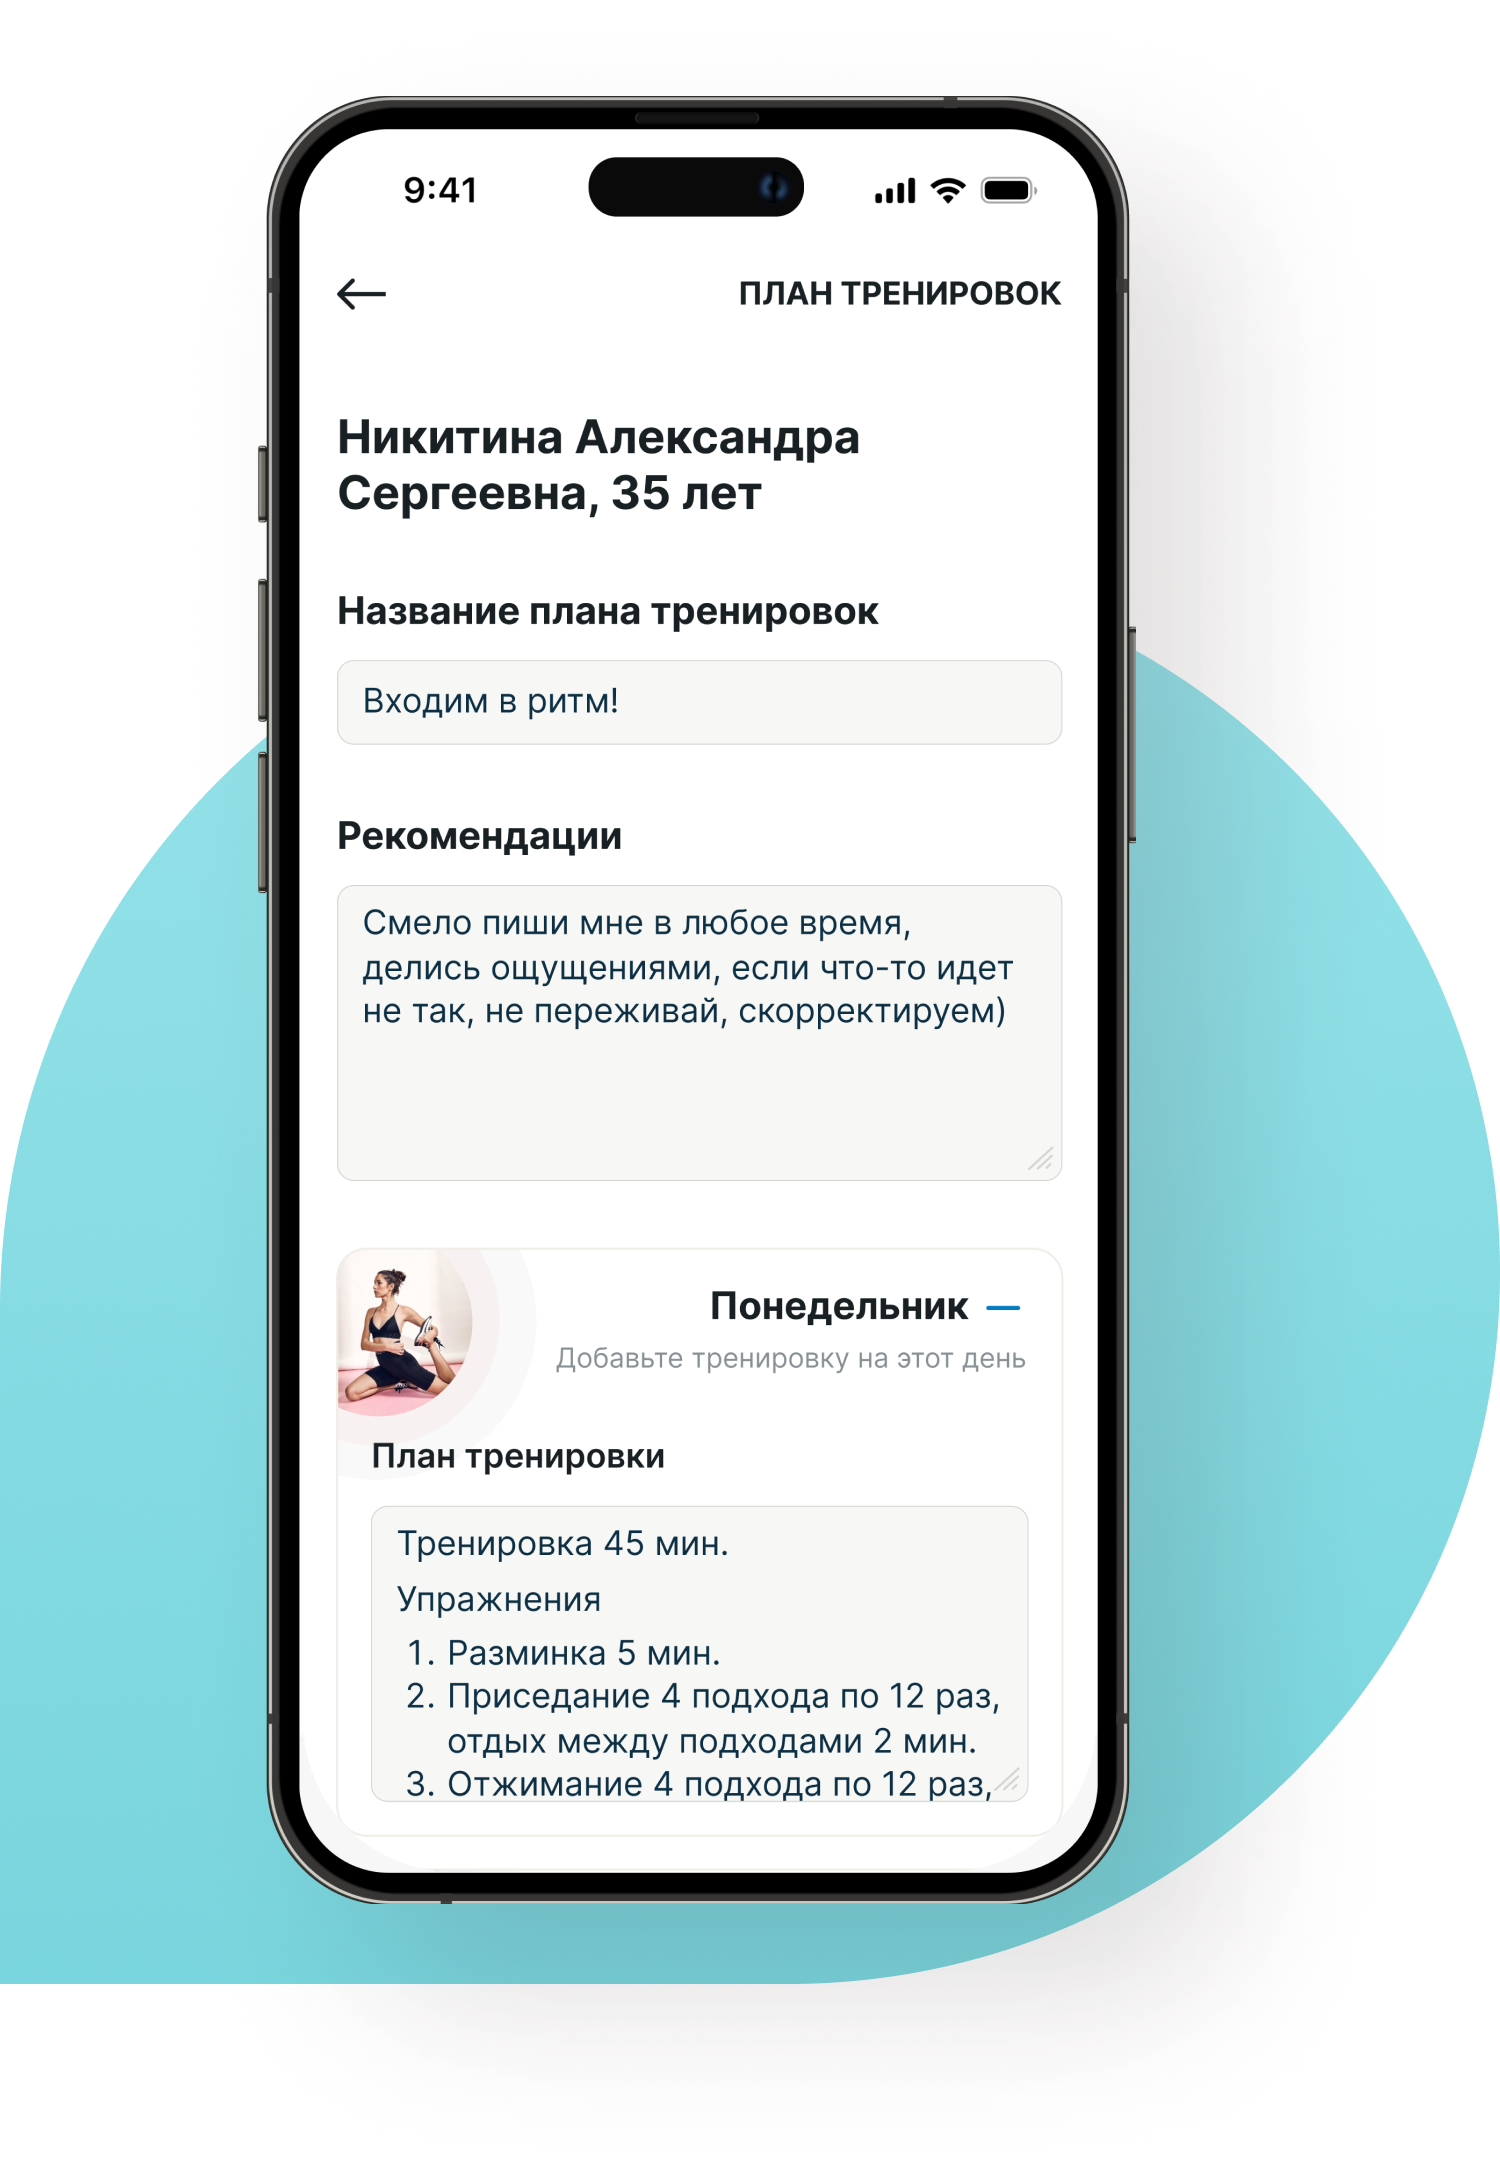 9:41
ПЛАН ТРЕНИРОВОК
Никитина Александра
Сергеевна, 35 лет
Название плана тренировок
Входим в ритм!
Рекомендации
Смело пиши мне в любое время,
делись ощущениями, если что-то идет
не так, не переживай, скорректируем)
Понедельник
Добавьте тренировку на этот день
План тренировки
Тренировка 45 мин.
Упражнения
1. Разминка 5 мин.
2. Приседание 4 подхода по 12 раз,
отдых между подходами 2 мин.
3. Отжимание 4 подхода по 12 раз,